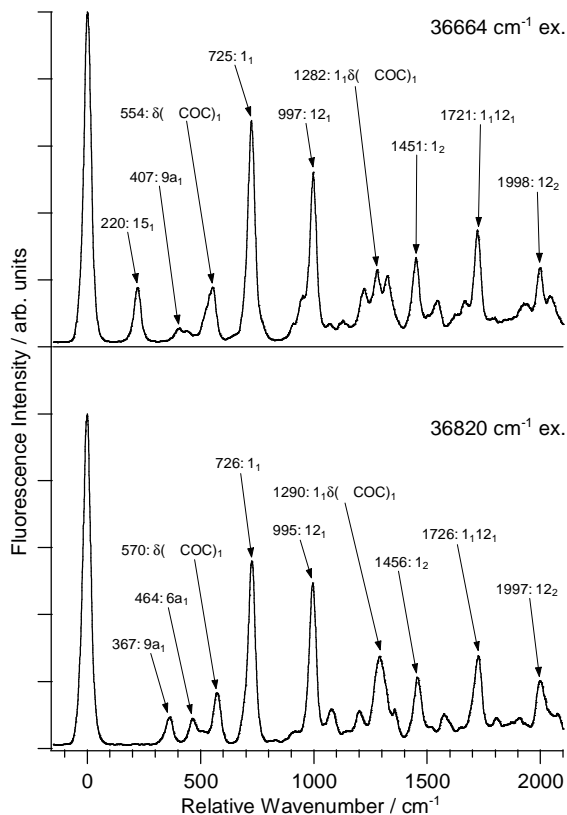 36664 cm⁻¹ ex.
725: 1₁
1282: 1₁δ( COC)₁
554: δ( COC)₁
997: 12₁
1721: 1₁12₁
1451: 1₂
407: 9a₁
1998: 12₂
220: 15₁
36820 cm⁻¹ ex.
726: 1₁
1290: 1₁δ( COC)₁
570: δ( COC)₁
995: 12₁
1726: 1₁12₁
1456: 1₂
464: 6a₁
1997: 12₂
367: 9a₁
Fluorescence Intensity / arb. units
0 500 1000 1500 2000
Relative Wavenumber / cm⁻¹